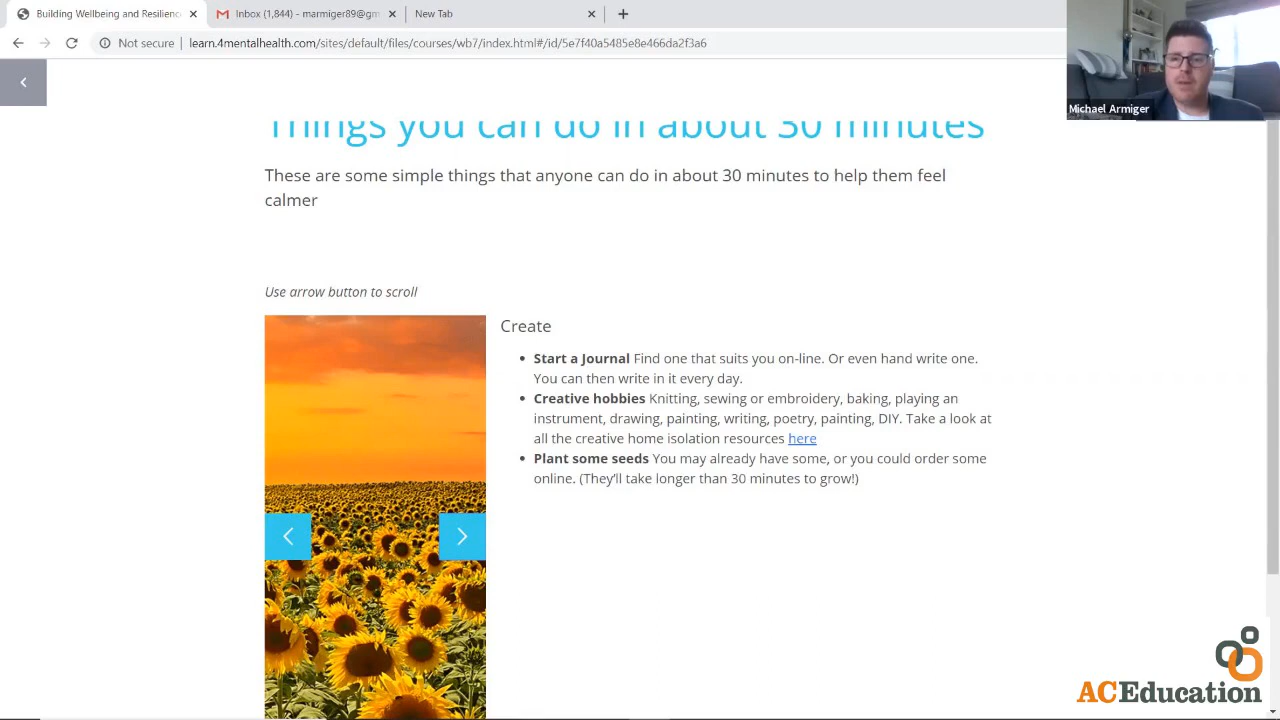 Building Wellbeing and Resilienc
Inbox (1,844) - marmiger89@gm
New Tab
Not secure
learn.4mentalhealth.com/sites/default/files/courses/wb7/index.html#/id/5e7f40a5485e8e466da2f3a6
Michael Armiger
Things you can do in about 30 minutes
These are some simple things that anyone can do in about 30 minutes to help them feel
calmer
Use arrow button to scroll
Create
• Start a Journal Find one that suits you on-line. Or even hand write one.
You can then write in it every day.
• Creative hobbies Knitting, sewing or embroidery, baking, playing an
instrument, drawing, painting, writing, poetry, painting, DIY. Take a look at
all the creative home isolation resources here
• Plant some seeds You may already have some, or you could order some
online. (They'll take longer than 30 minutes to grow!)
ACEducation